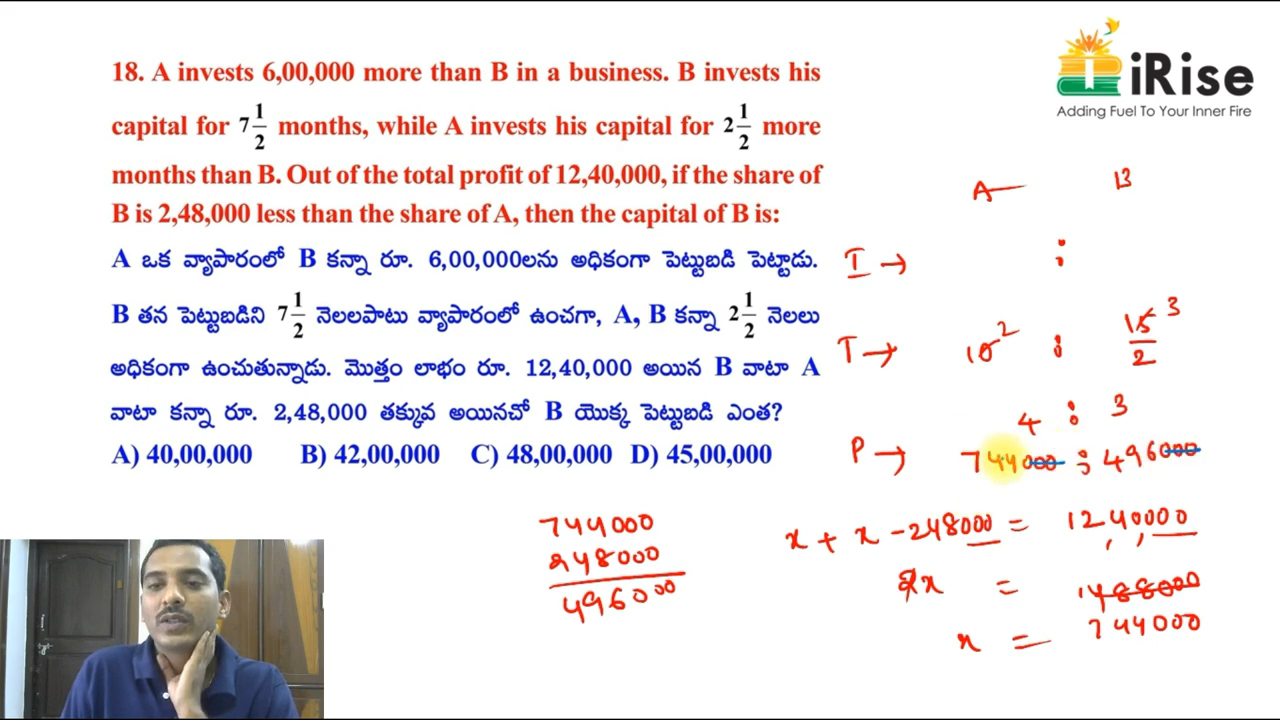 18. A invests 6,00,000 more than B in a business. B invests his
capital for 7 1/2 months, while A invests his capital for 2 1/2 more
months than B. Out of the total profit of 12,40,000, if the share of
B is 2,48,000 less than the share of A, then the capital of B is:
A ఒక వ్యాపారంలో B కన్నా రూ. 6,00,000లను అధికంగా పెట్టుబడి పెట్టాడు.
B తన పెట్టుబడిని 7 1/2 నెలలపాటు వ్యాపారంలో ఉంచగా, A, B కన్నా 2 1/2 నెలలు
అధికంగా ఉంచుతున్నాడు. మొత్తం లాభం రూ. 12,40,000 అయిన B వాటా A
వాటా కన్నా రూ. 2,48,000 తక్కువ అయినచో B యొక్క పెట్టుబడి ఎంత?
A) 40,00,000 B) 42,00,000 C) 48,00,000 D) 45,00,000
iRise
Adding Fuel To Your Inner Fire
A B
I → :
T → 10 2 : 15/2 3
4 : 3
P → 744000 : 496000
x + x - 248000 = 1240000
2x = 1488000
x = 744000
744000
248000
496000